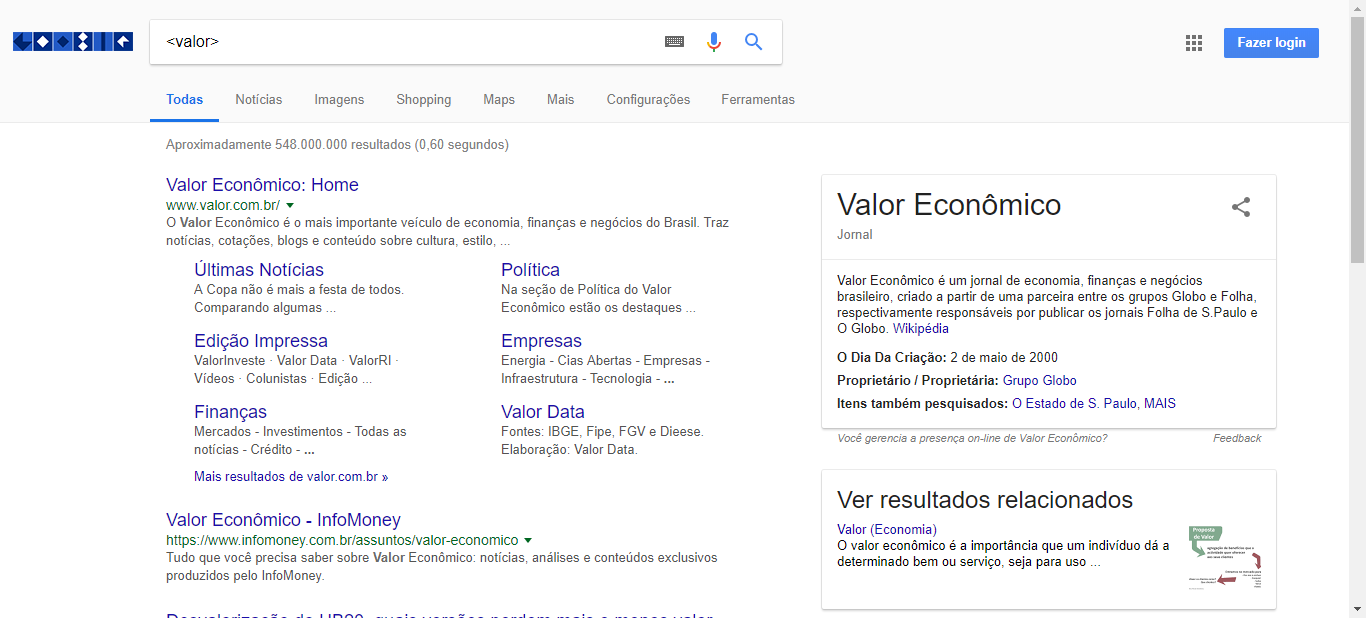 <valor>
Fazer login
Todas Notícias Imagens Shopping Maps Mais Configurações Ferramentas
Aproximadamente 548.000.000 resultados (0,60 segundos)
Valor Econômico: Home
www.valor.com.br/
O Valor Econômico é o mais importante veículo de economia, finanças e negócios do Brasil. Traz
notícias, cotações, blogs e conteúdo sobre cultura, estilo, ...
Últimas Notícias
A Copa não é mais a festa de todos.
Comparando algumas ...
Política
Na seção de Política do Valor
Econômico estão os destaques ...
Edição Impressa
ValorInveste · Valor Data · ValorRI ·
Vídeos · Colunistas · Edição ...
Empresas
Energia - Cias Abertas - Empresas -
Infraestrutura - Tecnologia - ...
Finanças
Mercados - Investimentos - Todas as
notícias - Crédito - ...
Valor Data
Fontes: IBGE, Fipe, FGV e Dieese.
Elaboração: Valor Data.
Mais resultados de valor.com.br »
Valor Econômico - InfoMoney
https://www.infomoney.com.br/assuntos/valor-economico
Tudo que você precisa saber sobre Valor Econômico: notícias, análises e conteúdos exclusivos
produzidos pelo InfoMoney.
Valor Econômico
Jornal
Valor Econômico é um jornal de economia, finanças e negócios
brasileiro, criado a partir de uma parceira entre os grupos Globo e Folha,
respectivamente responsáveis por publicar os jornais Folha de S.Paulo e
O Globo. Wikipédia
O Dia Da Criação: 2 de maio de 2000
Proprietário / Proprietária: Grupo Globo
Itens também pesquisados: O Estado de S. Paulo, MAIS
Você gerencia a presença on-line de Valor Econômico? Feedback
Ver resultados relacionados
Valor (Economia)
O valor econômico é a importância que um indivíduo dá a
determinado bem ou serviço, seja para uso ...
Proposta
de Valor